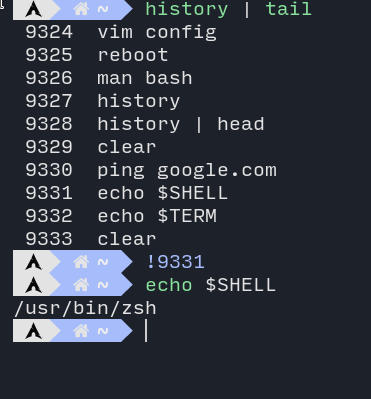 ~ history | tail
9324 vim config
9325 reboot
9326 man bash
9327 history
9328 history | head
9329 clear
9330 ping google.com
9331 echo $SHELL
9332 echo $TERM
9333 clear
~ !9331
~ echo $SHELL
/usr/bin/zsh
~